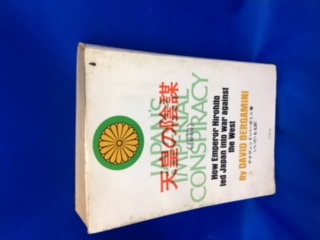 JAPAN'S
天皇の陰謀
IMPERIAL
CONSPIRACY
How Emperor Hirohito
led Japan into war against
the West
By DAVID BERGAMINI